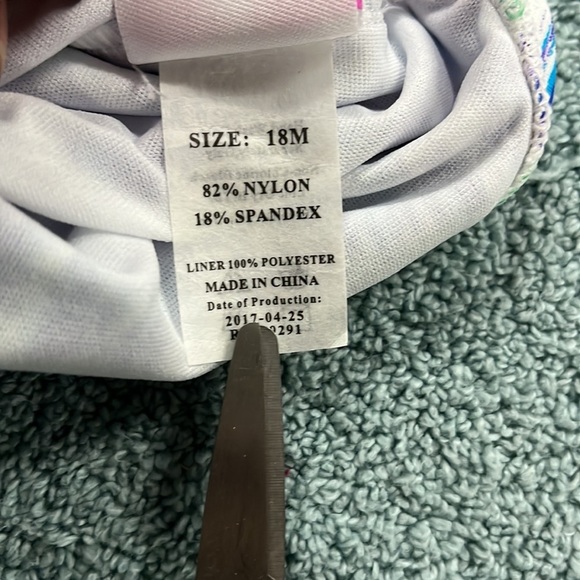 SIZE: 18M
82% NYLON
18% SPANDEX
LINER 100% POLYESTER
MADE IN CHINA
Date of Production:
2017-04-25